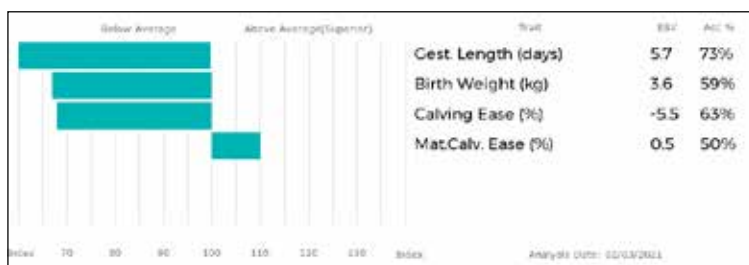 Below Average Above Average(Superior) Trait EBV Acc %
Gest. Length (days) 5.7 73%
Birth Weight (kg) 3.6 59%
Calving Ease (%) -5.5 63%
Mat.Calv. Ease (%) 0.5 50%
Index 70 80 90 100 110 120 130 Index Analysis Date: 02/03/2021